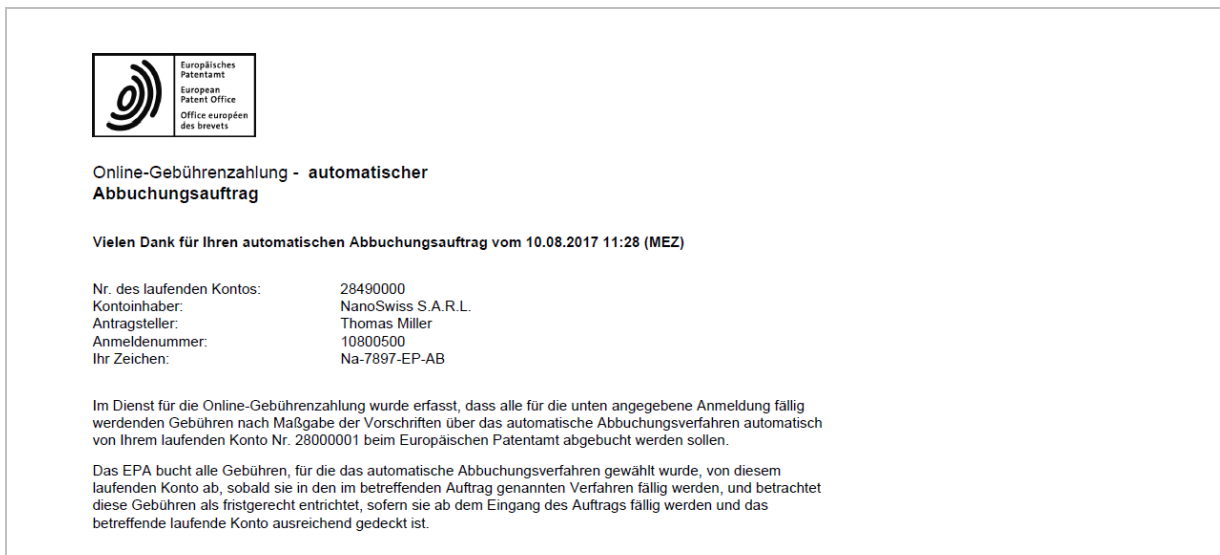 Europäisches
Patentamt
European
Patent Office
Office européen
des brevets
Online-Gebührenzahlung - automatischer
Abbuchungsauftrag
Vielen Dank für Ihren automatischen Abbuchungsauftrag vom 10.08.2017 11:28 (MEZ)
Nr. des laufenden Kontos: 28490000
Kontoinhaber: NanoSwiss S.A.R.L.
Antragsteller: Thomas Miller
Anmeldenummer: 10800500
Ihr Zeichen: Na-7897-EP-AB
Im Dienst für die Online-Gebührenzahlung wurde erfasst, dass alle für die unten angegebene Anmeldung fällig
werdenden Gebühren nach Maßgabe der Vorschriften über das automatische Abbuchungsverfahren automatisch
von Ihrem laufenden Konto Nr. 28000001 beim Europäischen Patentamt abgebucht werden sollen.
Das EPA bucht alle Gebühren, für die das automatische Abbuchungsverfahren gewählt wurde, von diesem
laufenden Konto ab, sobald sie in den im betreffenden Auftrag genannten Verfahren fällig werden, und betrachtet
diese Gebühren als fristgerecht entrichtet, sofern sie ab dem Eingang des Auftrags fällig werden und das
betreffende laufende Konto ausreichend gedeckt ist.